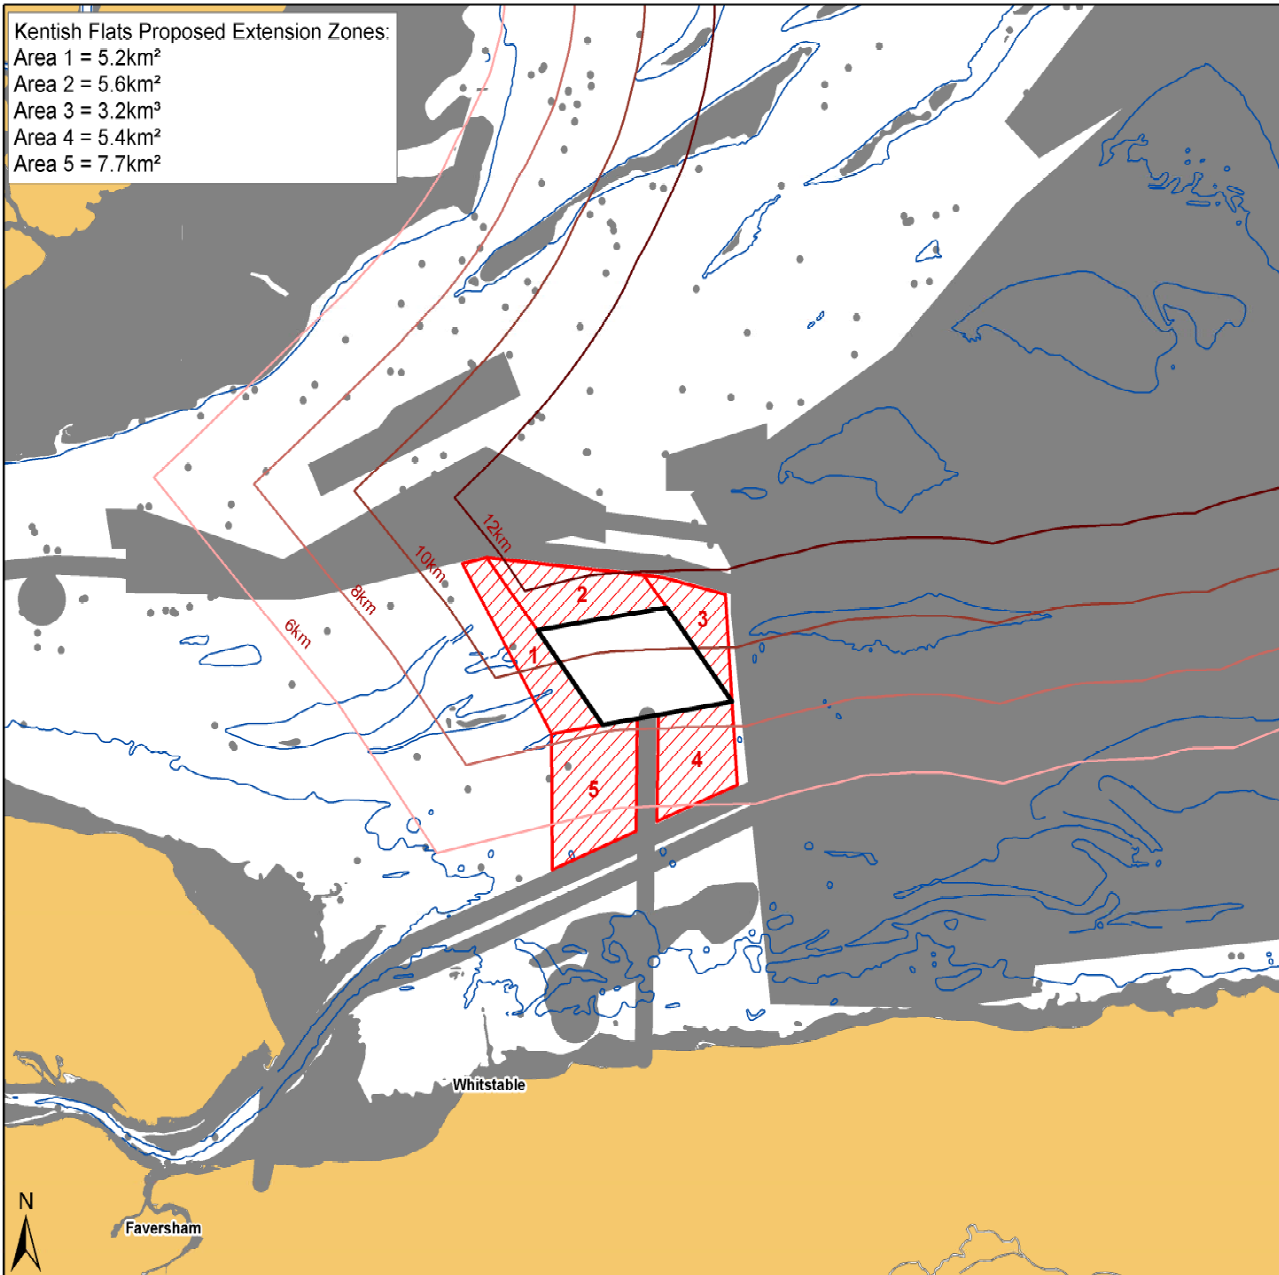 Kentish Flats Proposed Extension Zones:
Area 1 = 5.2km²
Area 2 = 5.6km²
Area 3 = 3.2km³
Area 4 = 5.4km²
Area 5 = 7.7km²
12km
10km
8km
6km
2
3
1
4
5
Whitstable
N
Faversham